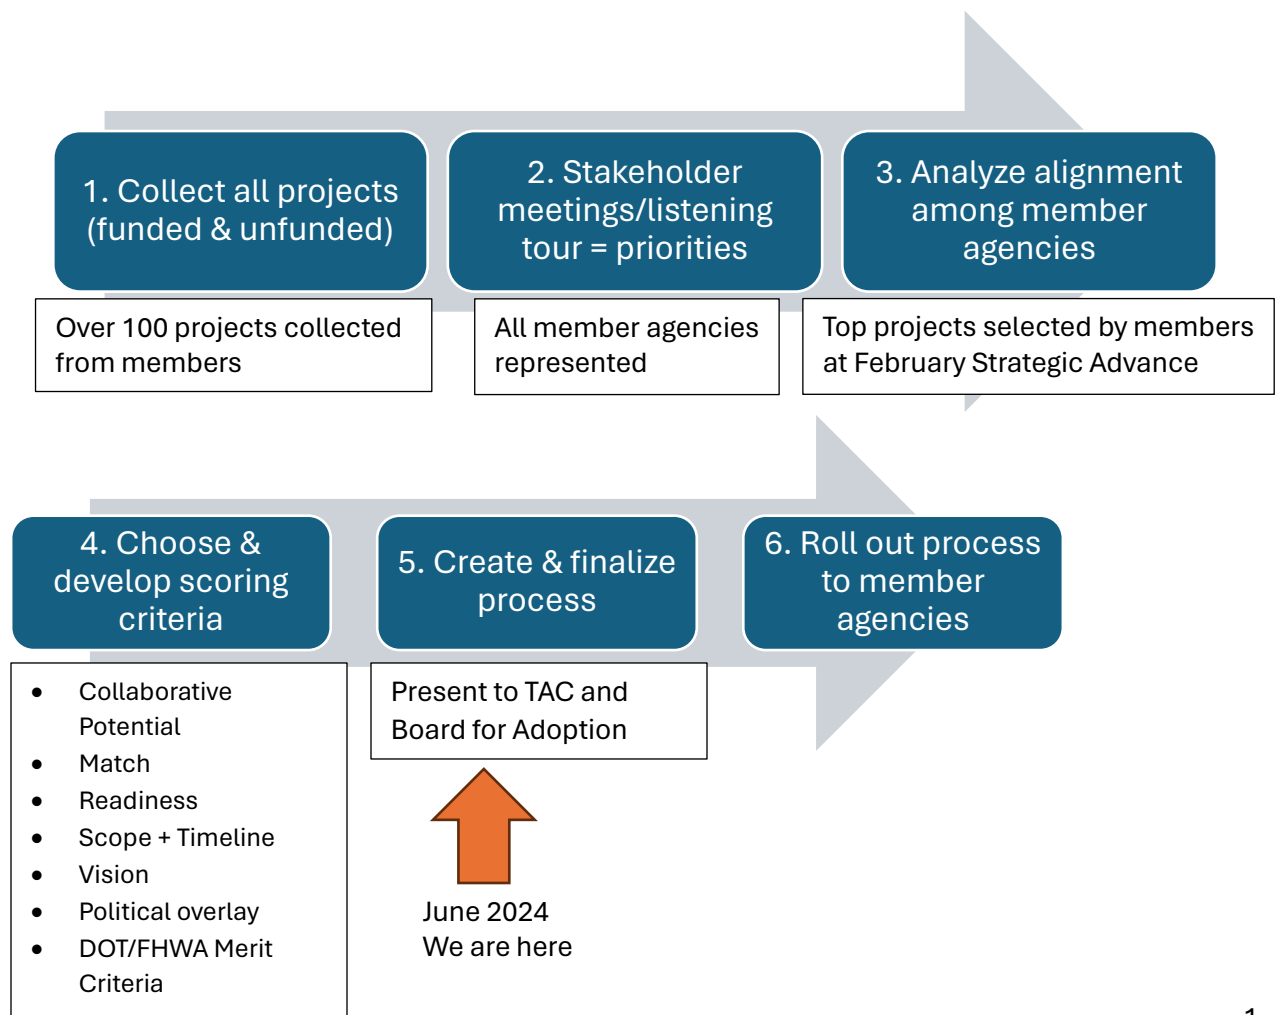 1. Collect all projects
(funded & unfunded)
2. Stakeholder
meetings/listening
tour = priorities
3. Analyze alignment
among member
agencies
Over 100 projects collected
from members
All member agencies
represented
Top projects selected by members
at February Strategic Advance
4. Choose &
develop scoring
criteria
5. Create & finalize
process
6. Roll out process
to member
agencies
• Collaborative
Potential
• Match
• Readiness
• Scope + Timeline
• Vision
• Political overlay
• DOT/FHWA Merit
Criteria
Present to TAC and
Board for Adoption
June 2024
We are here
1